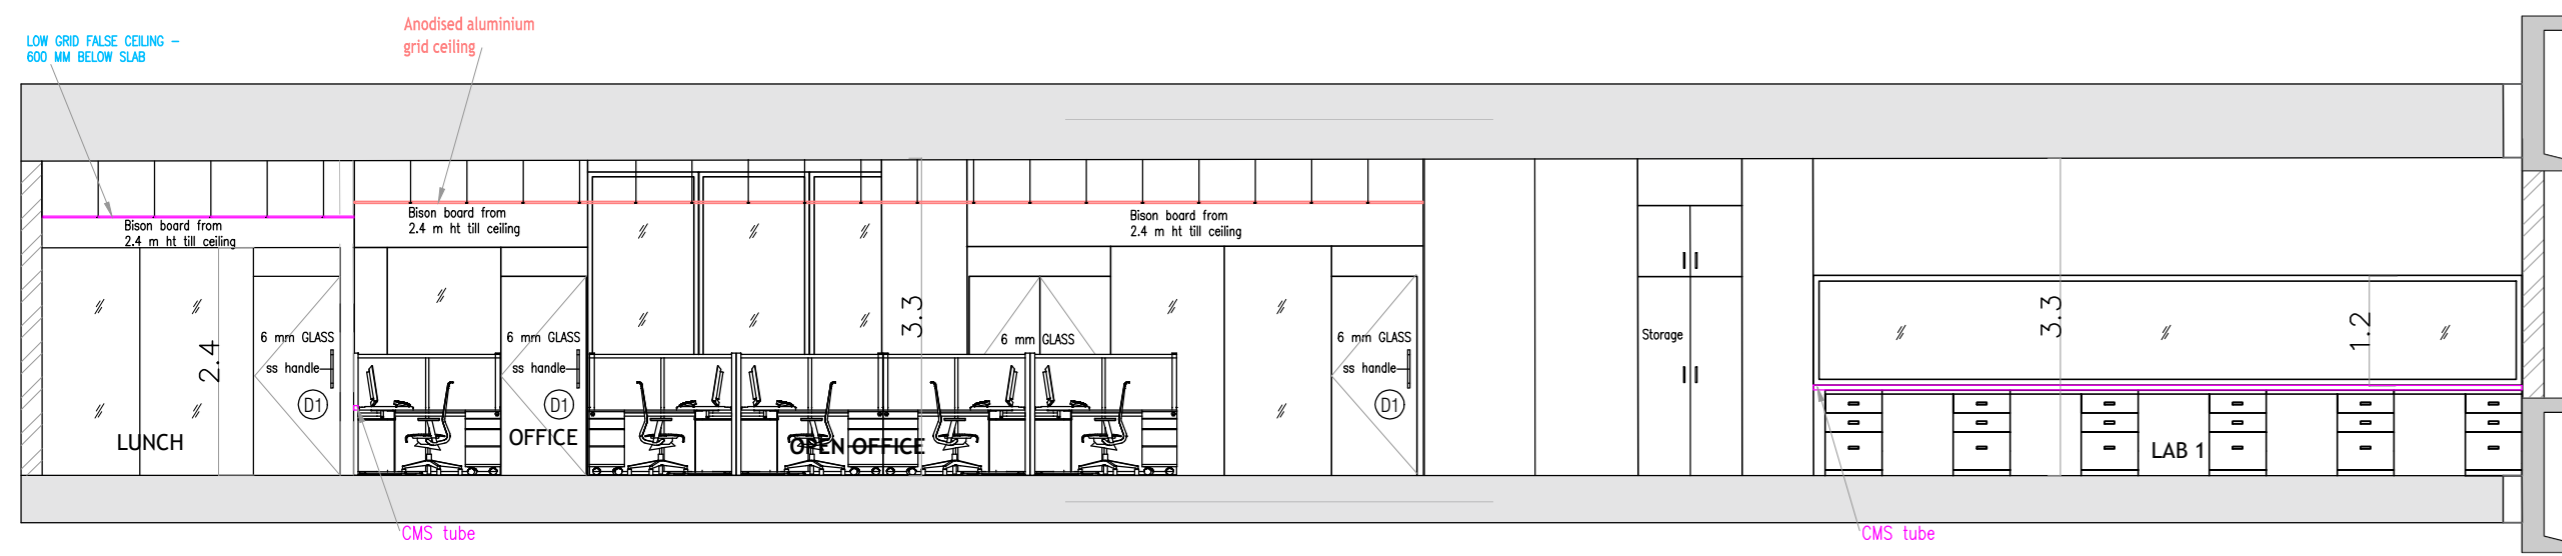 Anodised aluminium
grid ceiling
LOW GRID FALSE CEILING –
600 MM BELOW SLAB
Bison board from
2.4 m ht till ceiling
Bison board from
2.4 m ht till ceiling
Bison board from
2.4 m ht till ceiling
2.4
6 mm GLASS
ss handle
D1
LUNCH
6 mm GLASS
ss handle
D1
OFFICE
3.3
OPEN OFFICE
6 mm GLASS
6 mm GLASS
ss handle
D1
Storage
3.3
1.2
LAB 1
CMS tube
CMS tube